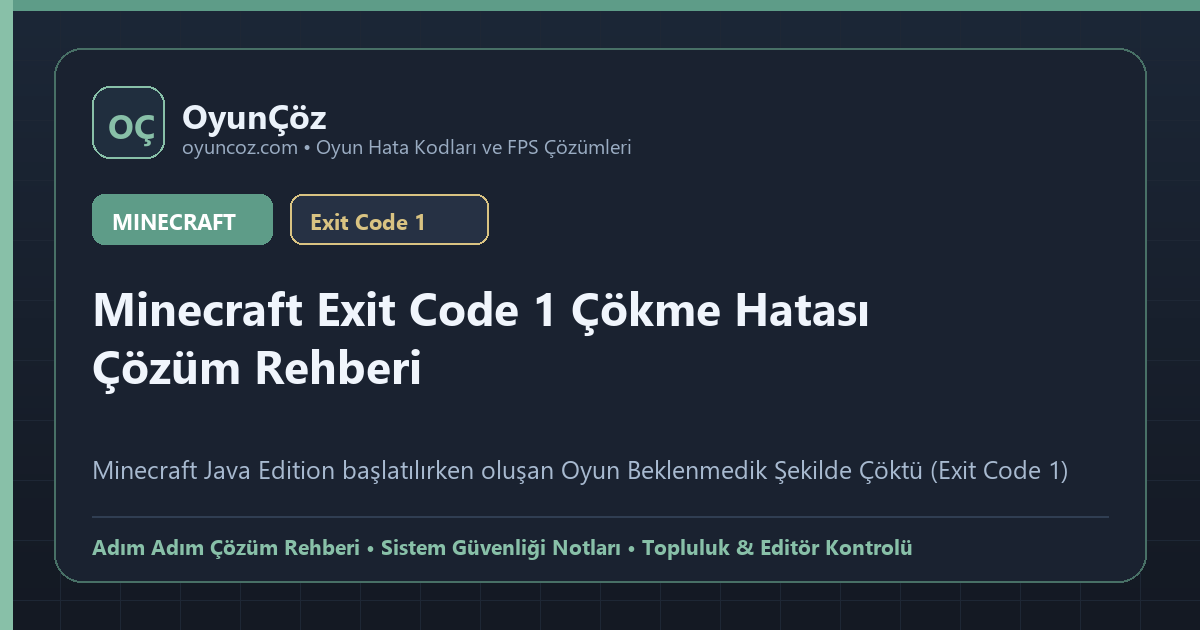 OÇ
OyunÇöz
oyuncoz.com • Oyun Hata Kodları ve FPS Çözümleri
MINECRAFT
Exit Code 1
Minecraft Exit Code 1 Çökme Hatası
Çözüm Rehberi
Minecraft Java Edition başlatılırken oluşan Oyun Beklenmedik Şekilde Çöktü (Exit Code 1)
Adım Adım Çözüm Rehberi • Sistem Güvenliği Notları • Topluluk & Editör Kontrolü